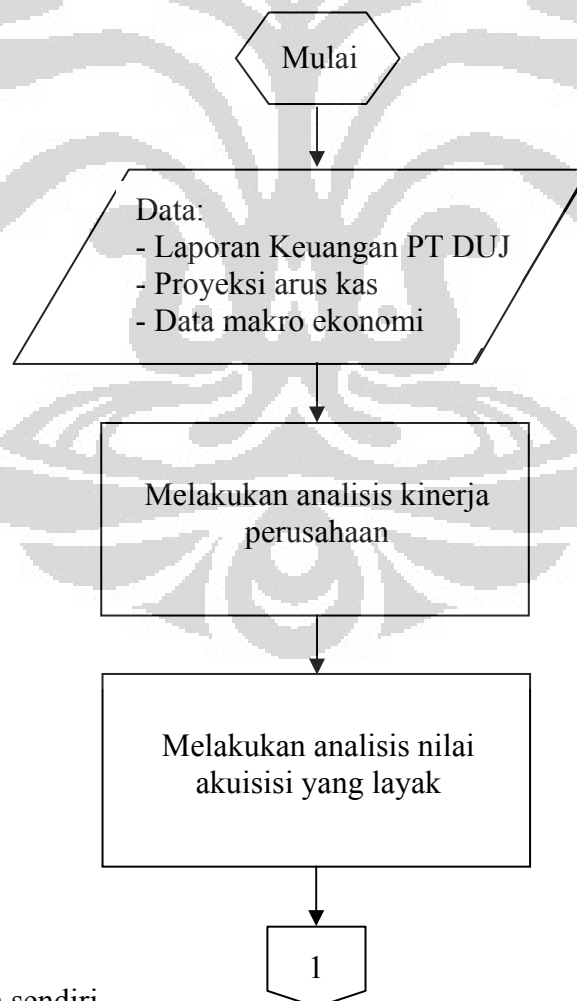 Mulai
Data:
- Laporan Keuangan PT DUJ
- Proyeksi arus kas
- Data makro ekonomi
Melakukan analisis kinerja
perusahaan
Melakukan analisis nilai
akuisisi yang layak
1
sendiri